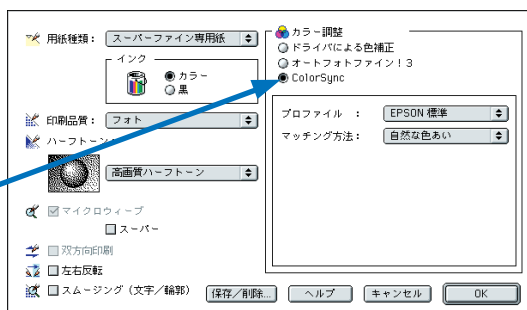 用紙種類： スーパーファイン専用紙
インク
カラー
黒
印刷品質： フォト
ハーフトーン
高画質ハーフトーン
マイクロウィーブ
スーパー
双方向印刷
左右反転
スムージング（文字／輪郭）
カラー調整
ドライバによる色補正
オートフォトファイン！3
ColorSync
プロファイル ： EPSON 標準
マッチング方法： 自然な色あい
保存／削除... ヘルプ キャンセル OK